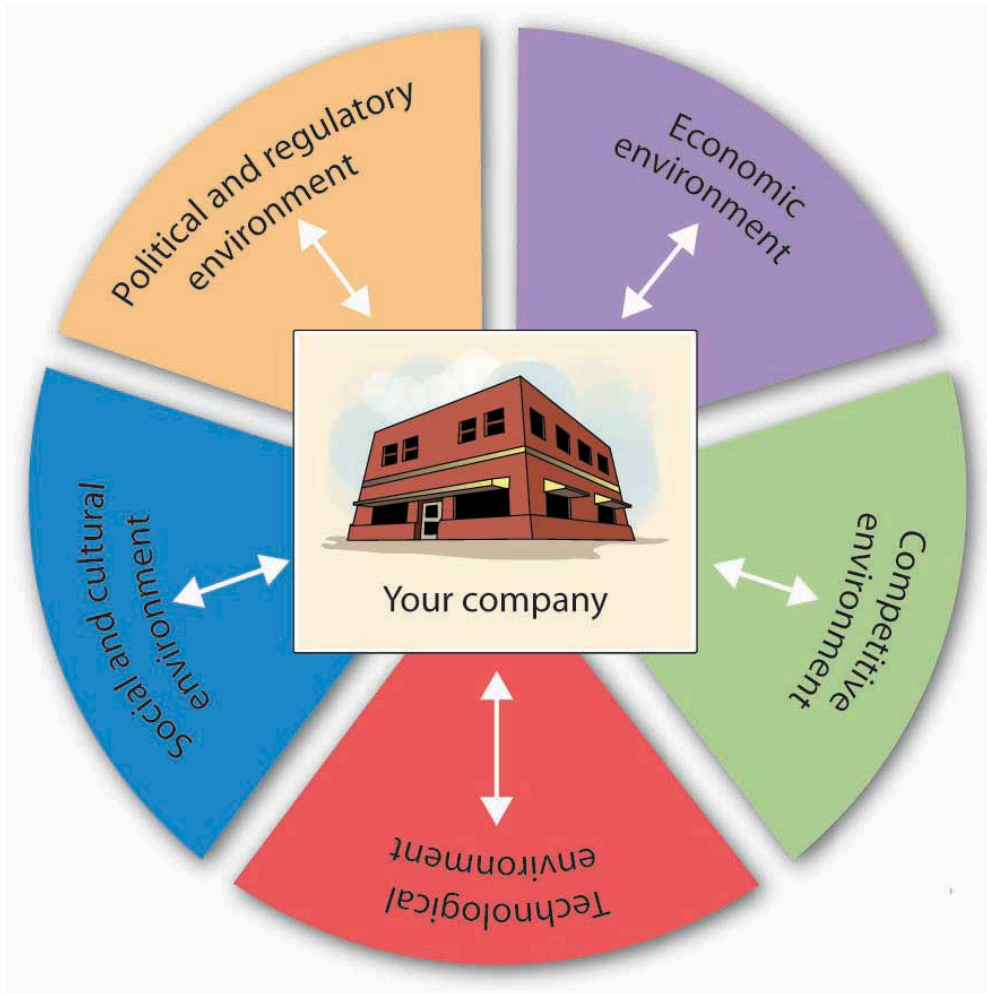 Political and regulatory
environment
Economic
environment
Competitive
environment
Technological
environment
Social and cultural
environment
Your company